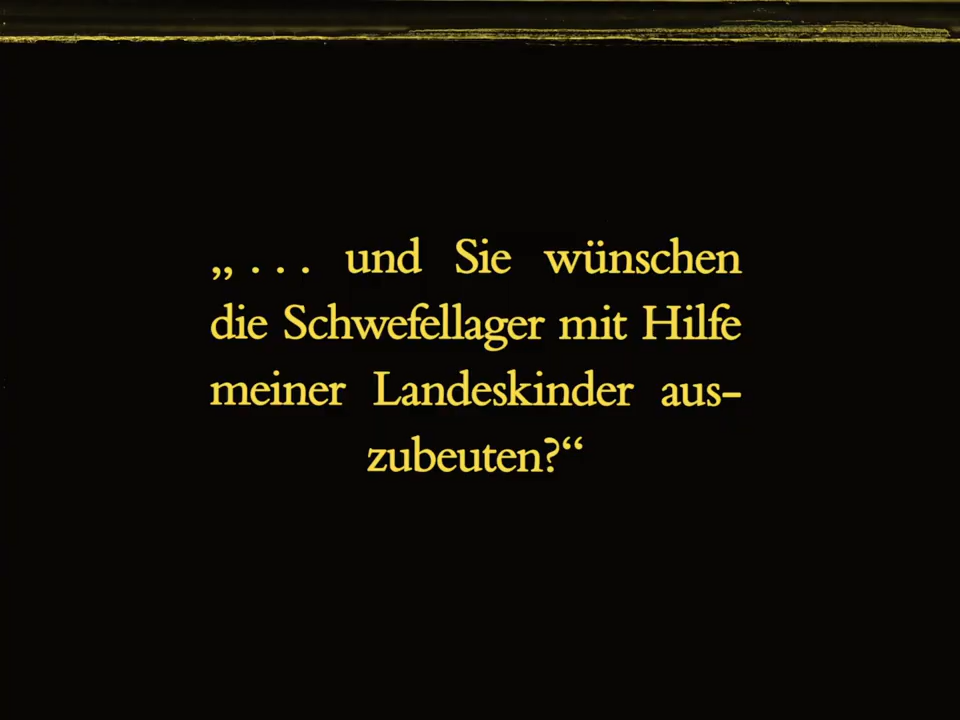 „ . . . und Sie wünschen
die Schwefellager mit Hilfe
meiner Landeskinder aus-
zubeuten?“